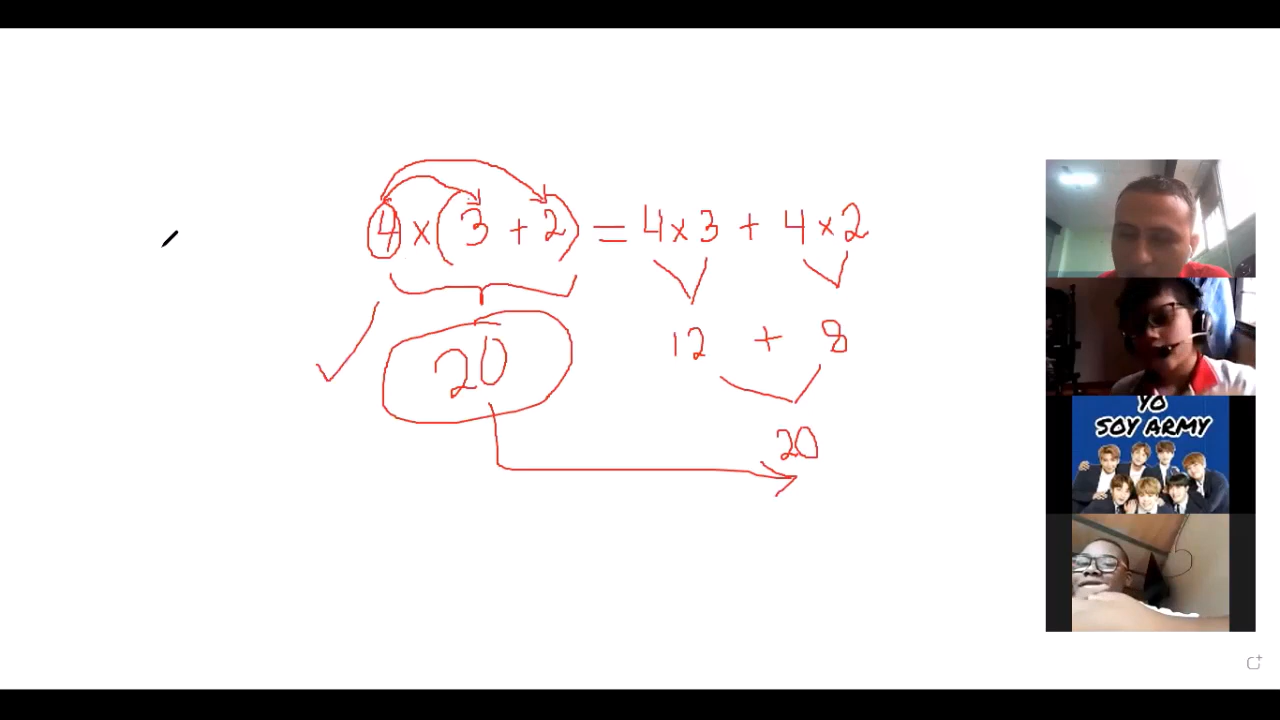 4 × (3 + 2) = 4 × 3 + 4 × 2
20
12 + 8
20
YO
SOY ARMY